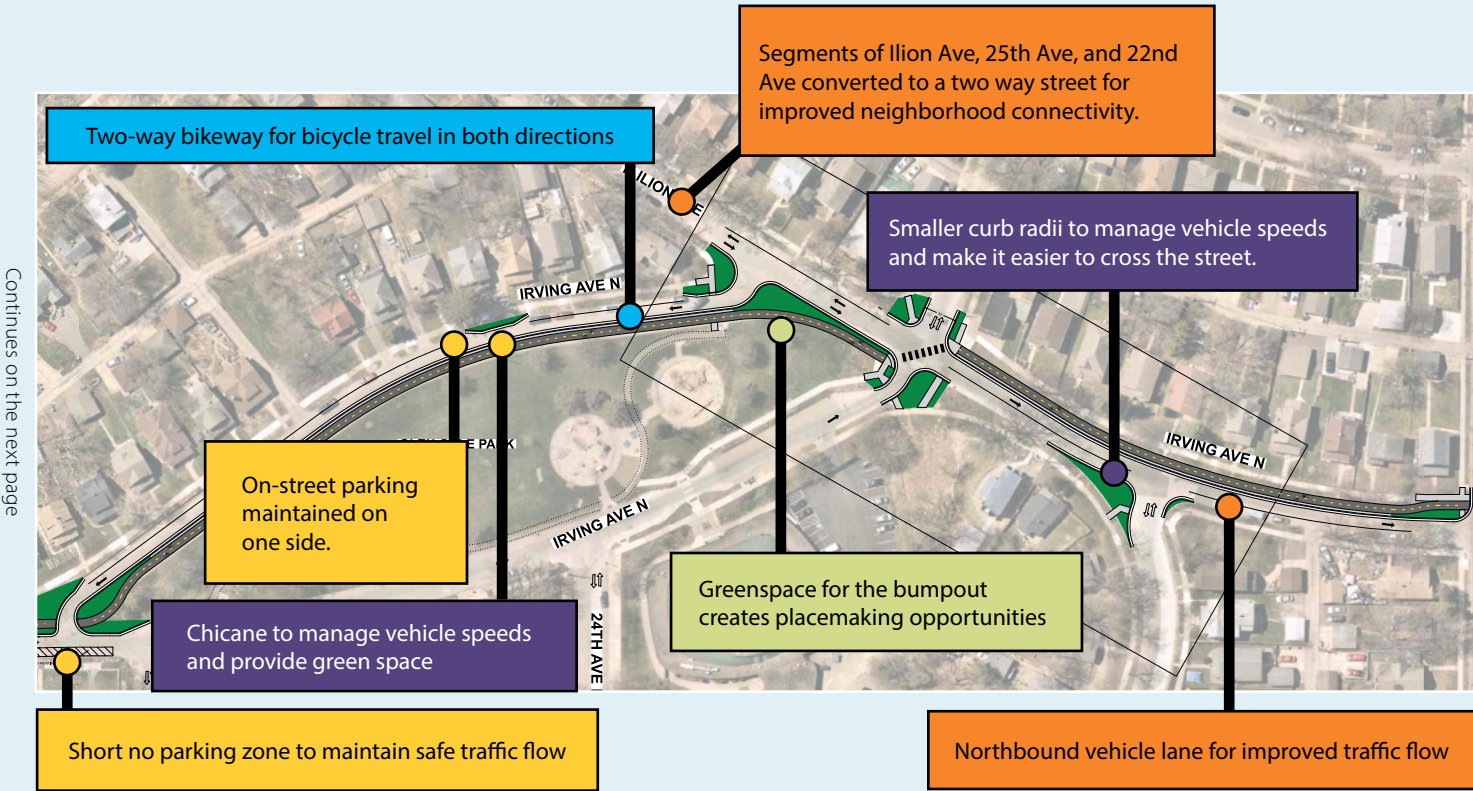 Segments of Ilion Ave, 25th Ave, and 22nd
Ave converted to a two way street for
improved neighborhood connectivity.
Two-way bikeway for bicycle travel in both directions
ILION
Smaller curb radii to manage vehicle speeds
and make it easier to cross the street.
IRVING AVE N
Continues on the next page
PARK
IRVING AVE N
On-street parking
maintained on
one side.
IRVING AVE N
Greenspace for the bumpout
creates placemaking opportunities
24TH AVE
Chicane to manage vehicle speeds
and provide green space
Short no parking zone to maintain safe traffic flow
Northbound vehicle lane for improved traffic flow